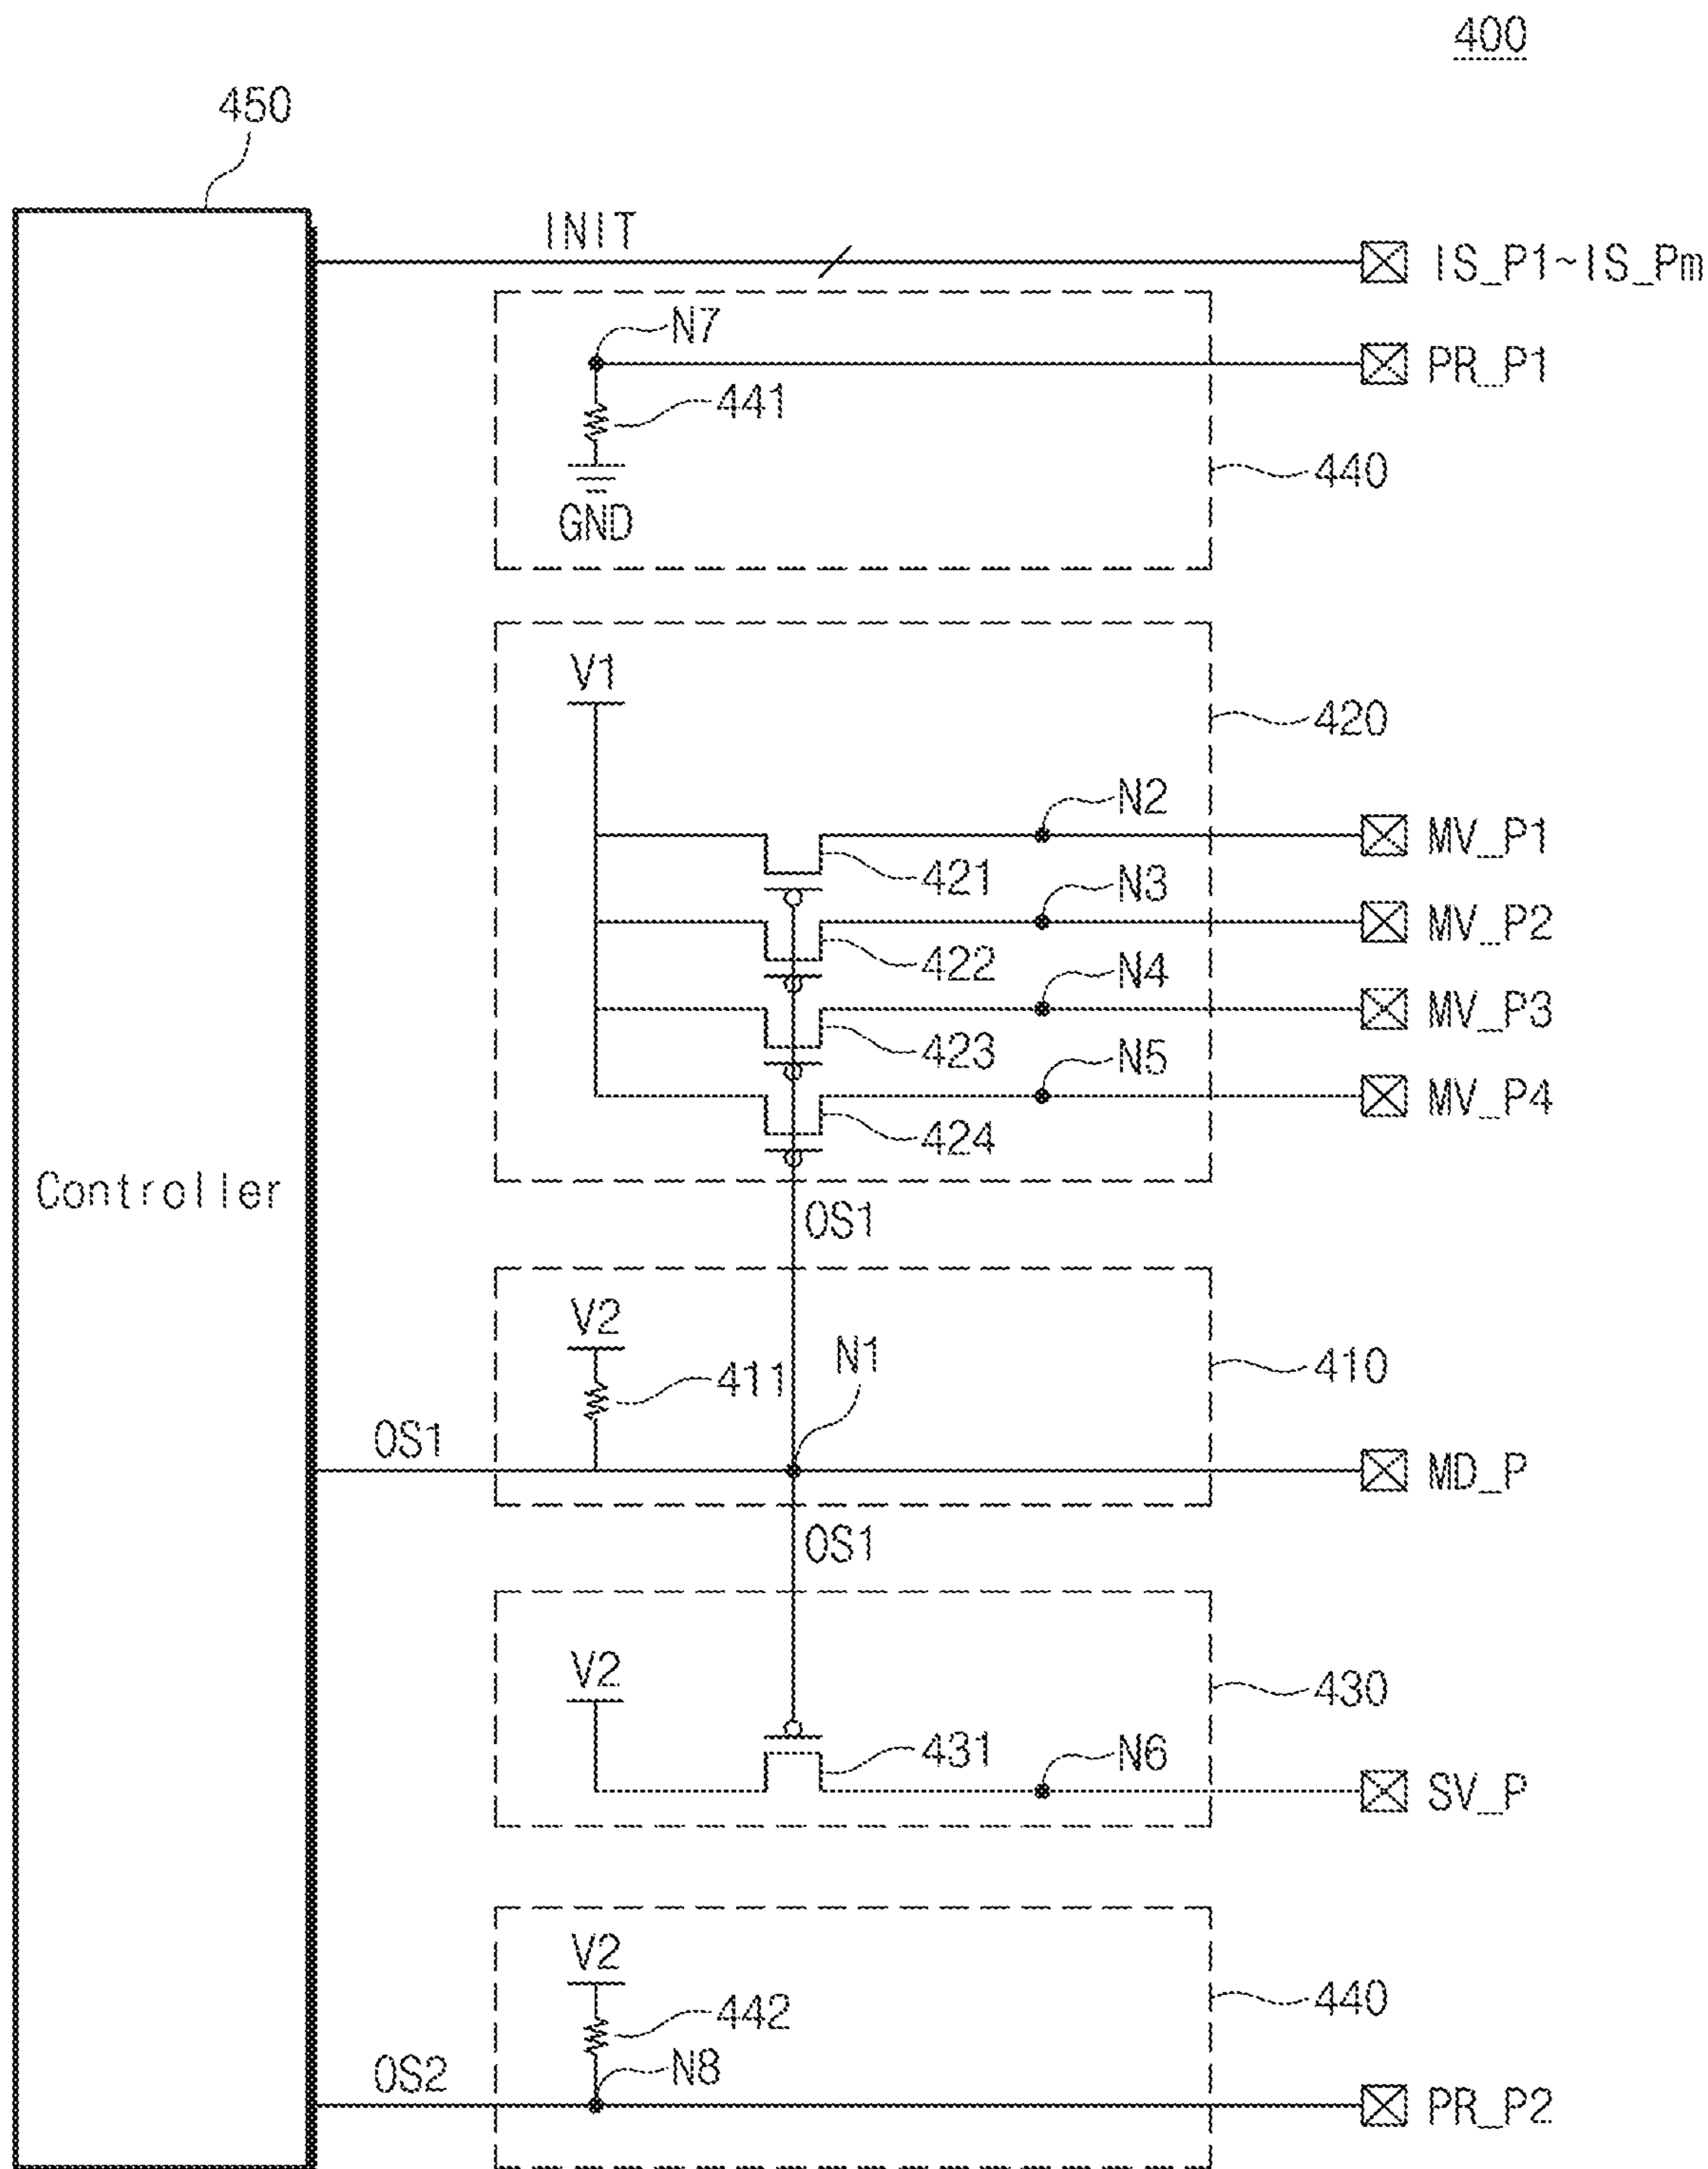 400
450
INIT
IS_P1~IS_Pm
N7
PR_P1
441
440
GND
V1
420
N2
MV_P1
421
N3
MV_P2
422
N4
MV_P3
423
N5
MV_P4
424
Controller
OS1
V2
N1
410
411
OS1
MD_P
OS1
V2
430
431
N6
SV_P
V2
442
440
OS2
N8
PR_P2